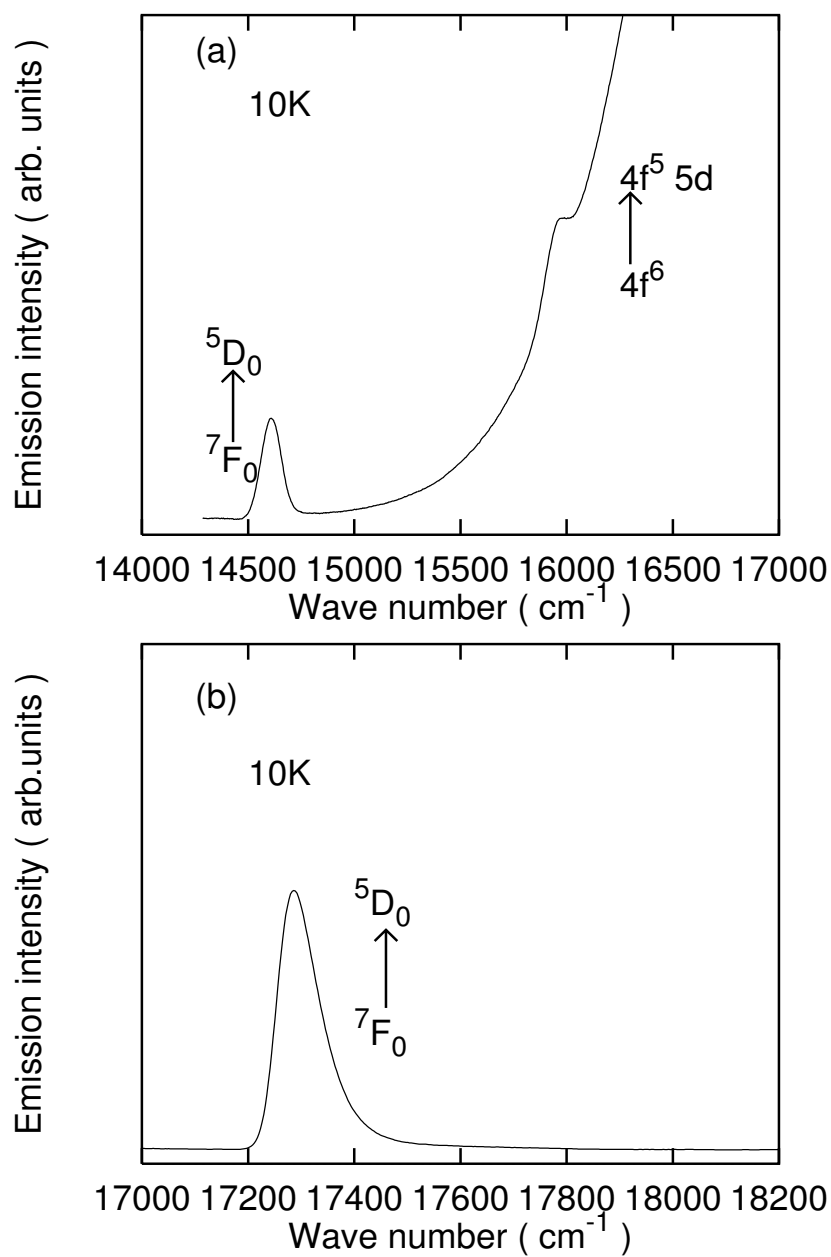 (a)
10K
4f⁵ 5d
4f⁶
⁵D₀
⁷F₀
Emission intensity ( arb. units )
14000 14500 15000 15500 16000 16500 17000
Wave number ( cm⁻¹ )
(b)
10K
⁵D₀
⁷F₀
Emission intensity ( arb.units )
17000 17200 17400 17600 17800 18000 18200
Wave number ( cm⁻¹ )